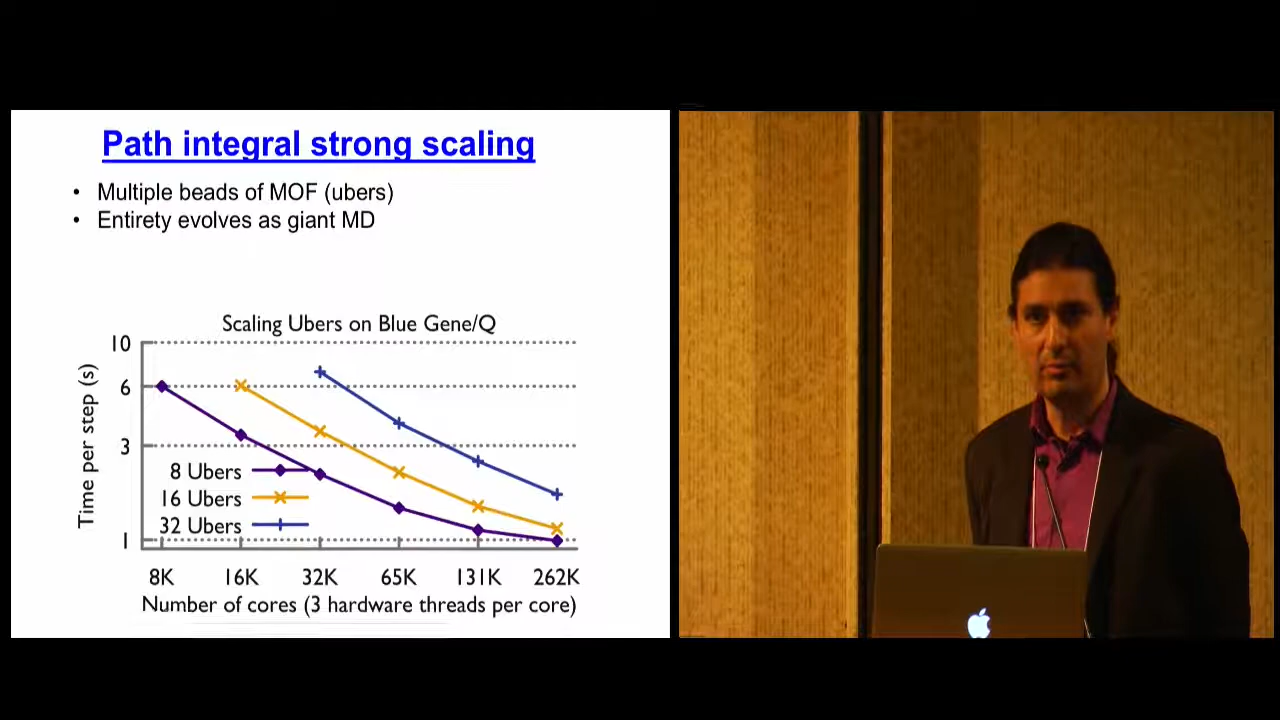 Path integral strong scaling
• Multiple beads of MOF (ubers)
• Entirety evolves as giant MD
Scaling Ubers on Blue Gene/Q
Time per step (s)
10
6
3
1
8 Ubers
16 Ubers
32 Ubers
8K 16K 32K 65K 131K 262K
Number of cores (3 hardware threads per core)